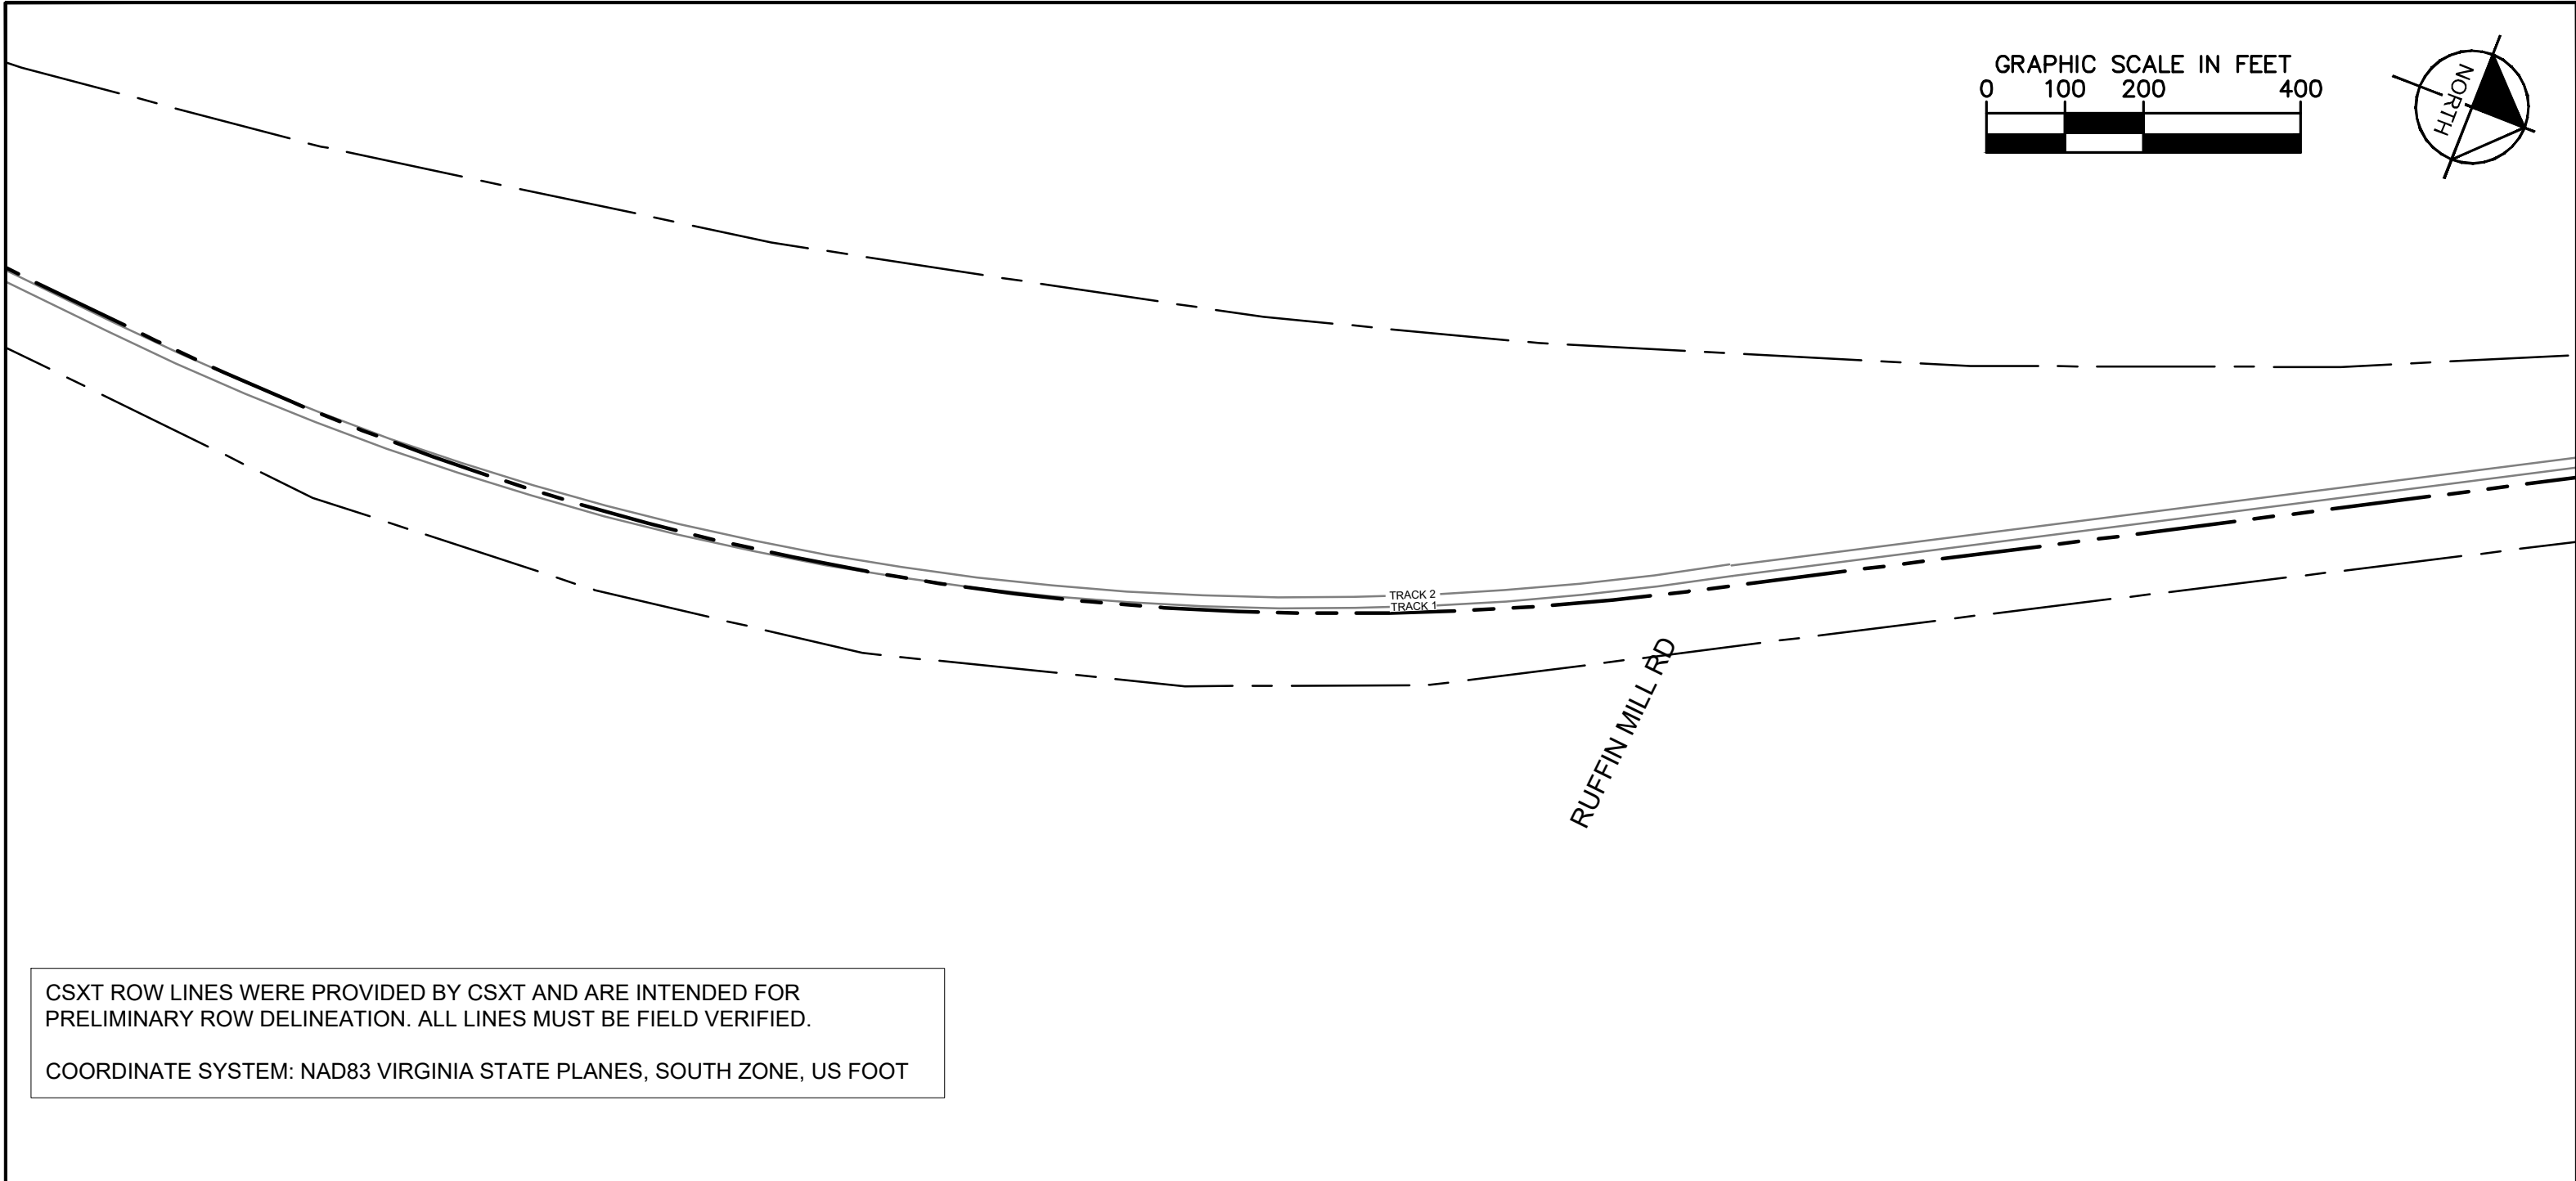 GRAPHIC SCALE IN FEET
0 100 200 400
NORTH
TRACK 2
TRACK 1
RUFFIN MILL RD
CSXT ROW LINES WERE PROVIDED BY CSXT AND ARE INTENDED FOR
PRELIMINARY ROW DELINEATION. ALL LINES MUST BE FIELD VERIFIED.
COORDINATE SYSTEM: NAD83 VIRGINIA STATE PLANES, SOUTH ZONE, US FOOT